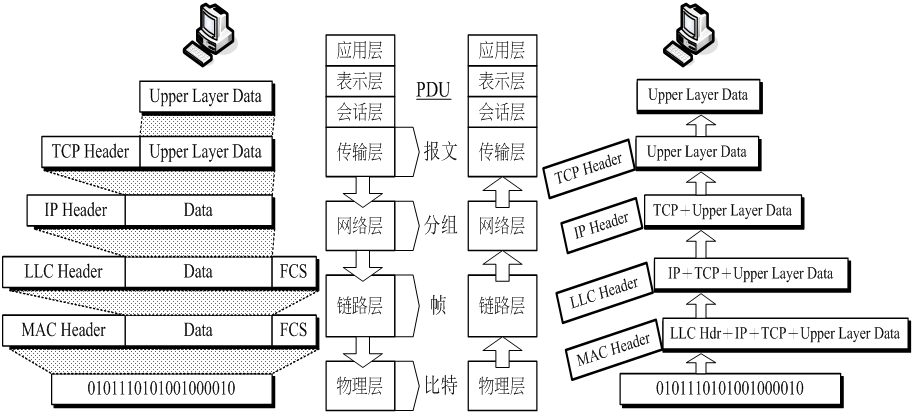 应用层
应用层
表示层
PDU
表示层
Upper Layer Data
Upper Layer Data
会话层
会话层
TCP Header
Upper Layer Data
传输层
报文
传输层
TCP Header
Upper Layer Data
IP Header
Data
网络层
分组
网络层
IP Header
TCP+Upper Layer Data
LLC Header
Data
FCS
链路层
帧
链路层
LLC Header
IP+TCP+Upper Layer Data
MAC Header
Data
FCS
MAC Header
LLC Hdr+IP+TCP+Upper Layer Data
0101110101001000010
物理层
比特
物理层
0101110101001000010